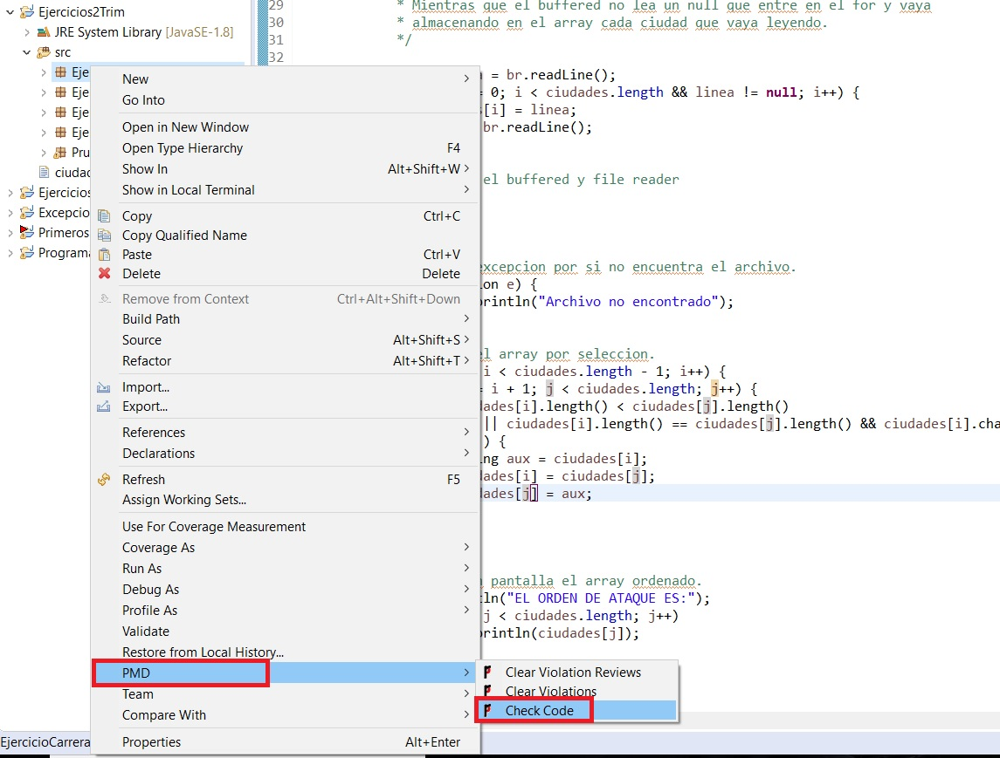 Ejercicios2Trim
JRE System Library [JavaSE-1.8]
src
Eje
Eje
Eje
Eje
Pru
ciudad
Ejercicios
Excepcio
Primeros
Programa
EjercicioCarrera
New
Go Into
Open in New Window
Open Type Hierarchy F4
Show In Alt+Shift+W
Show in Local Terminal
Copy Ctrl+C
Copy Qualified Name
Paste Ctrl+V
Delete Delete
Remove from Context Ctrl+Alt+Shift+Down
Build Path
Source Alt+Shift+S
Refactor Alt+Shift+T
Import...
Export...
References
Declarations
Refresh F5
Assign Working Sets...
Use For Coverage Measurement
Coverage As
Run As
Debug As
Profile As
Validate
Restore from Local History...
PMD
Team
Compare With
Properties Alt+Enter
Clear Violation Reviews
Clear Violations
Check Code
29 * Mientras que el buffered no lea un null que entre en el for y vaya
30 * almacenando en el array cada ciudad que vaya leyendo.
31 */
32
= br.readLine();
= 0; i < ciudades.length && linea != null; i++) {
[i] = linea;
br.readLine();
el buffered y file reader
excepcion por si no encuentra el archivo.
ion e) {
println("Archivo no encontrado");
el array por seleccion.
i < ciudades.length - 1; i++) {
= i + 1; j < ciudades.length; j++) {
dades[i].length() < ciudades[j].length()
|| ciudades[i].length() == ciudades[j].length() && ciudades[i].cha
) {
ing aux = ciudades[i];
dades[i] = ciudades[j];
dades[j] = aux;
pantalla el array ordenado.
ln("EL ORDEN DE ATAQUE ES:");
j < ciudades.length; j++)
println(ciudades[j]);